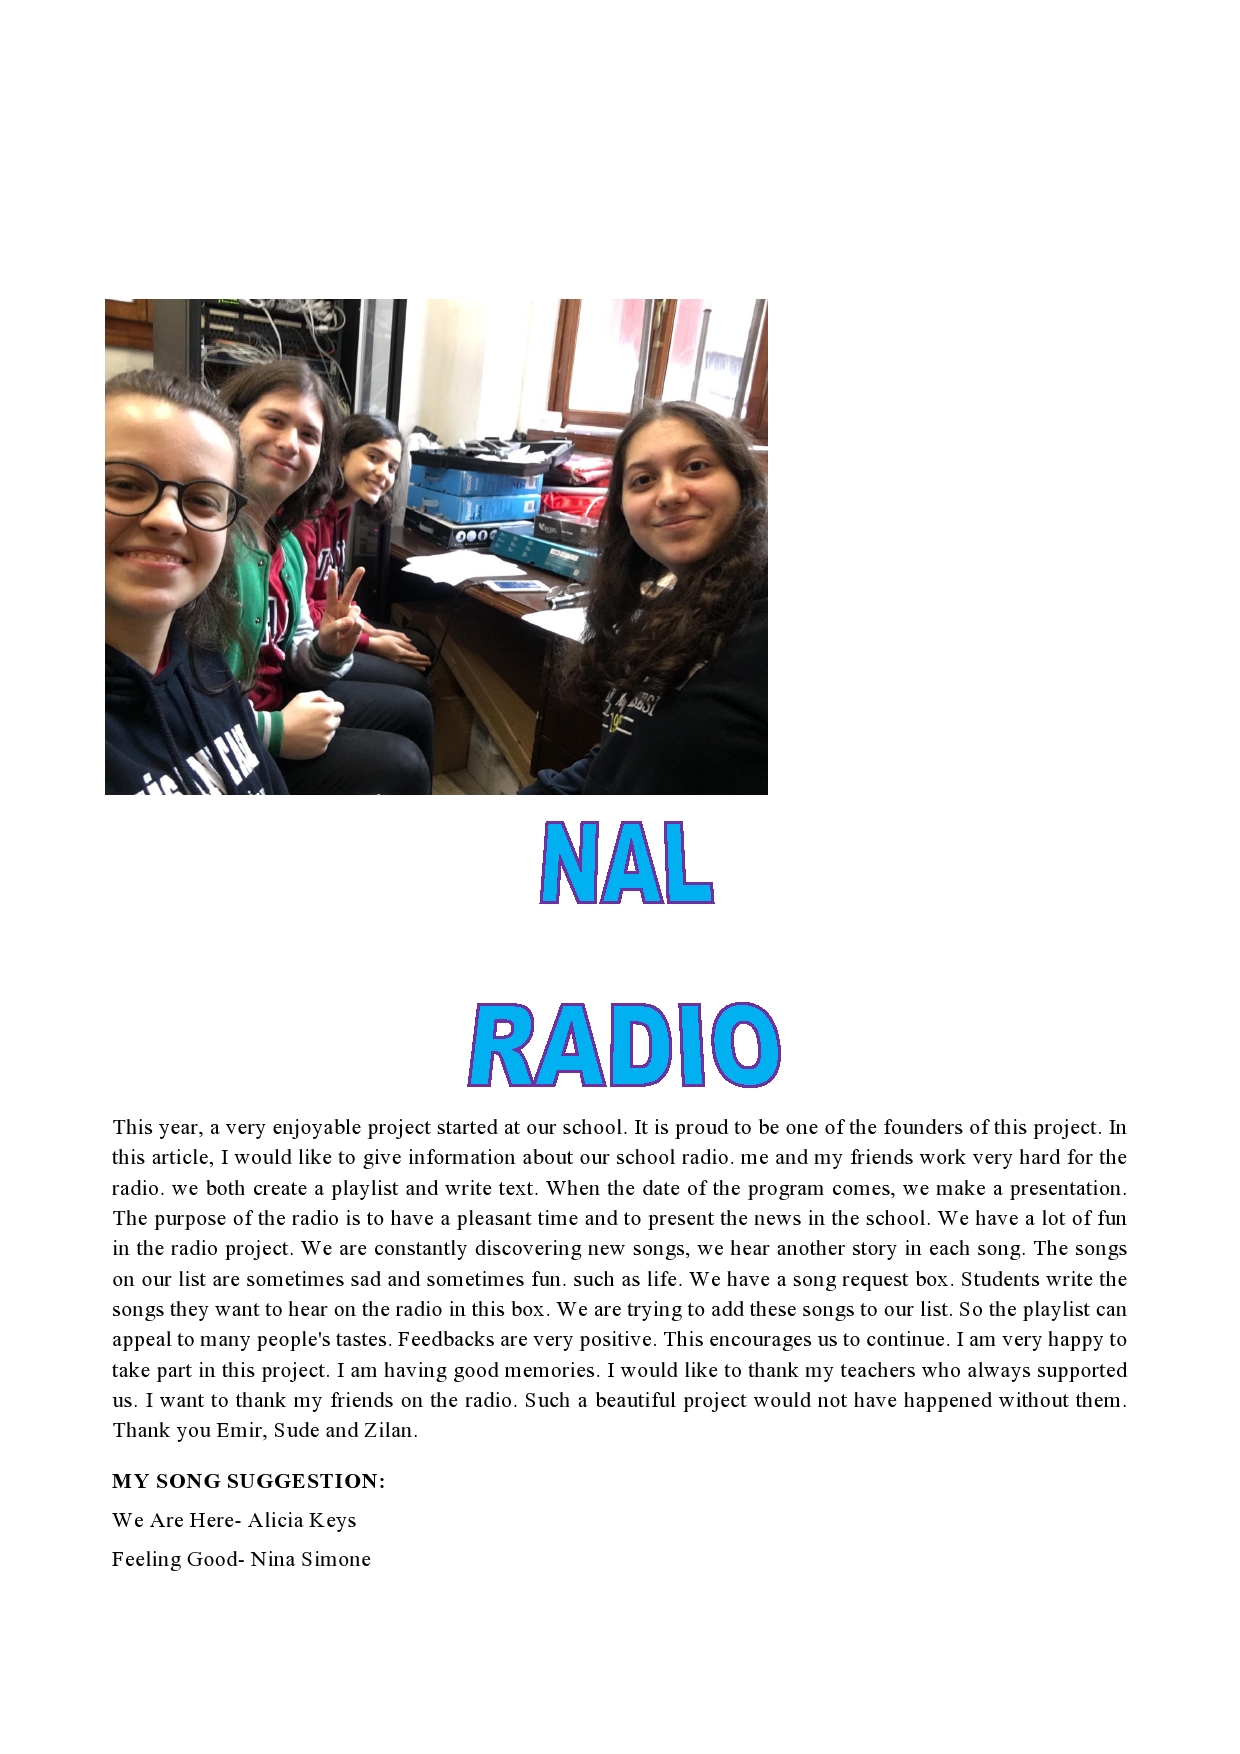 NAL
RADIO
This year, a very enjoyable project started at our school. It is proud to be one of the founders of this project. In
this article, I would like to give information about our school radio. me and my friends work very hard for the
radio. we both create a playlist and write text. When the date of the program comes, we make a presentation.
The purpose of the radio is to have a pleasant time and to present the news in the school. We have a lot of fun
in the radio project. We are constantly discovering new songs, we hear another story in each song. The songs
on our list are sometimes sad and sometimes fun. such as life. We have a song request box. Students write the
songs they want to hear on the radio in this box. We are trying to add these songs to our list. So the playlist can
appeal to many people's tastes. Feedbacks are very positive. This encourages us to continue. I am very happy to
take part in this project. I am having good memories. I would like to thank my teachers who always supported
us. I want to thank my friends on the radio. Such a beautiful project would not have happened without them.
Thank you Emir, Sude and Zilan.
MY SONG SUGGESTION:
We Are Here- Alicia Keys
Feeling Good- Nina Simone